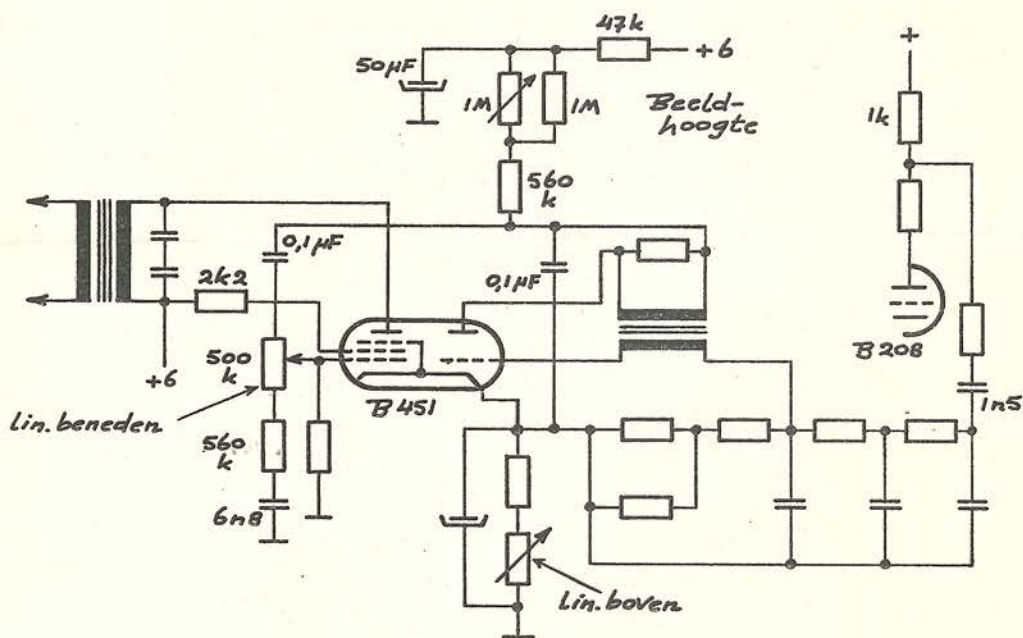 47k
+6
50µF
1M
1M
Beeld-
hoogte
+
1k
560
k
0,1µF
0,1µF
2k2
+6
500
k
B451
B208
1n5
Lin. beneden
560
k
6n8
Lin. boven